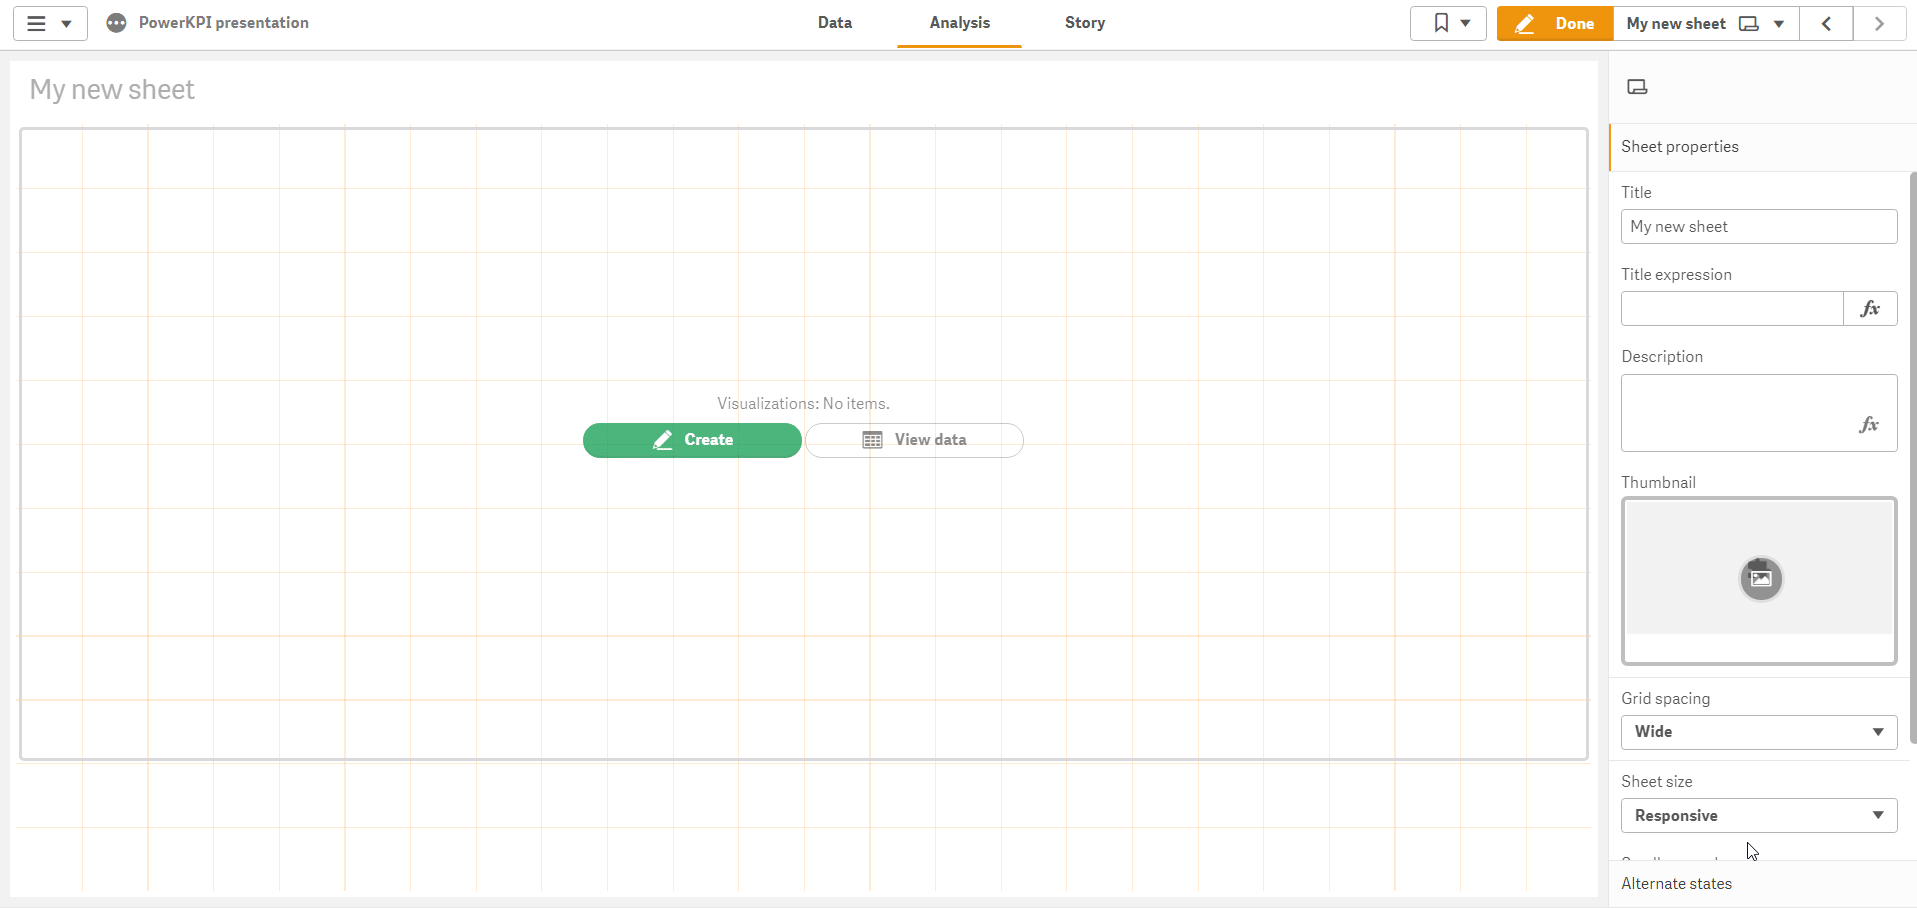 PowerKPI presentation
Data
Analysis
Story
Done
My new sheet
My new sheet
Visualizations: No items.
Create
View data
Sheet properties
Title
My new sheet
Title expression
fx
Description
fx
Thumbnail
Grid spacing
Wide
Sheet size
Responsive
Alternate states